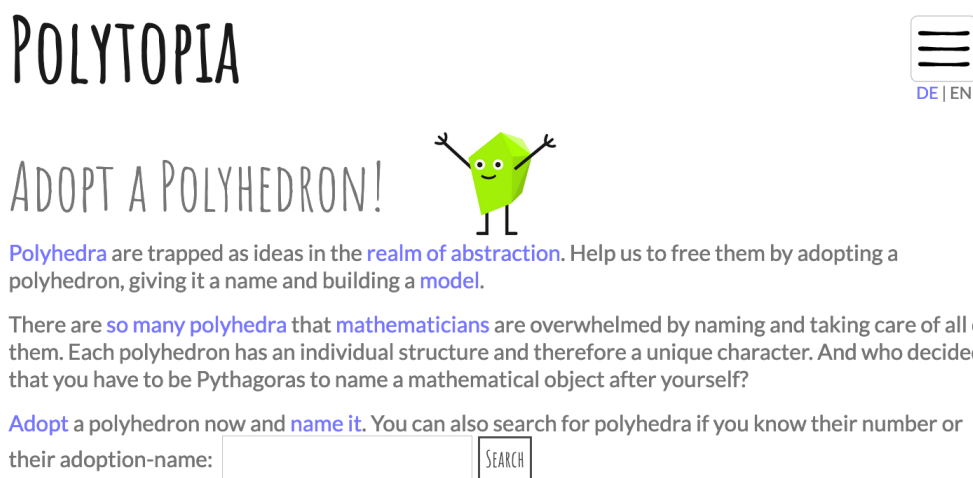 POLYTOPIA
DE | EN
ADOPT A POLYHEDRON!
Polyhedra are trapped as ideas in the realm of abstraction. Help us to free them by adopting a
polyhedron, giving it a name and building a model.
There are so many polyhedra that mathematicians are overwhelmed by naming and taking care of all
them. Each polyhedron has an individual structure and therefore a unique character. And who
that you have to be Pythagoras to name a mathematical object after yourself?
Adopt a polyhedron now and name it. You can also search for polyhedra if you know their number or
their adoption-name: SEARCH